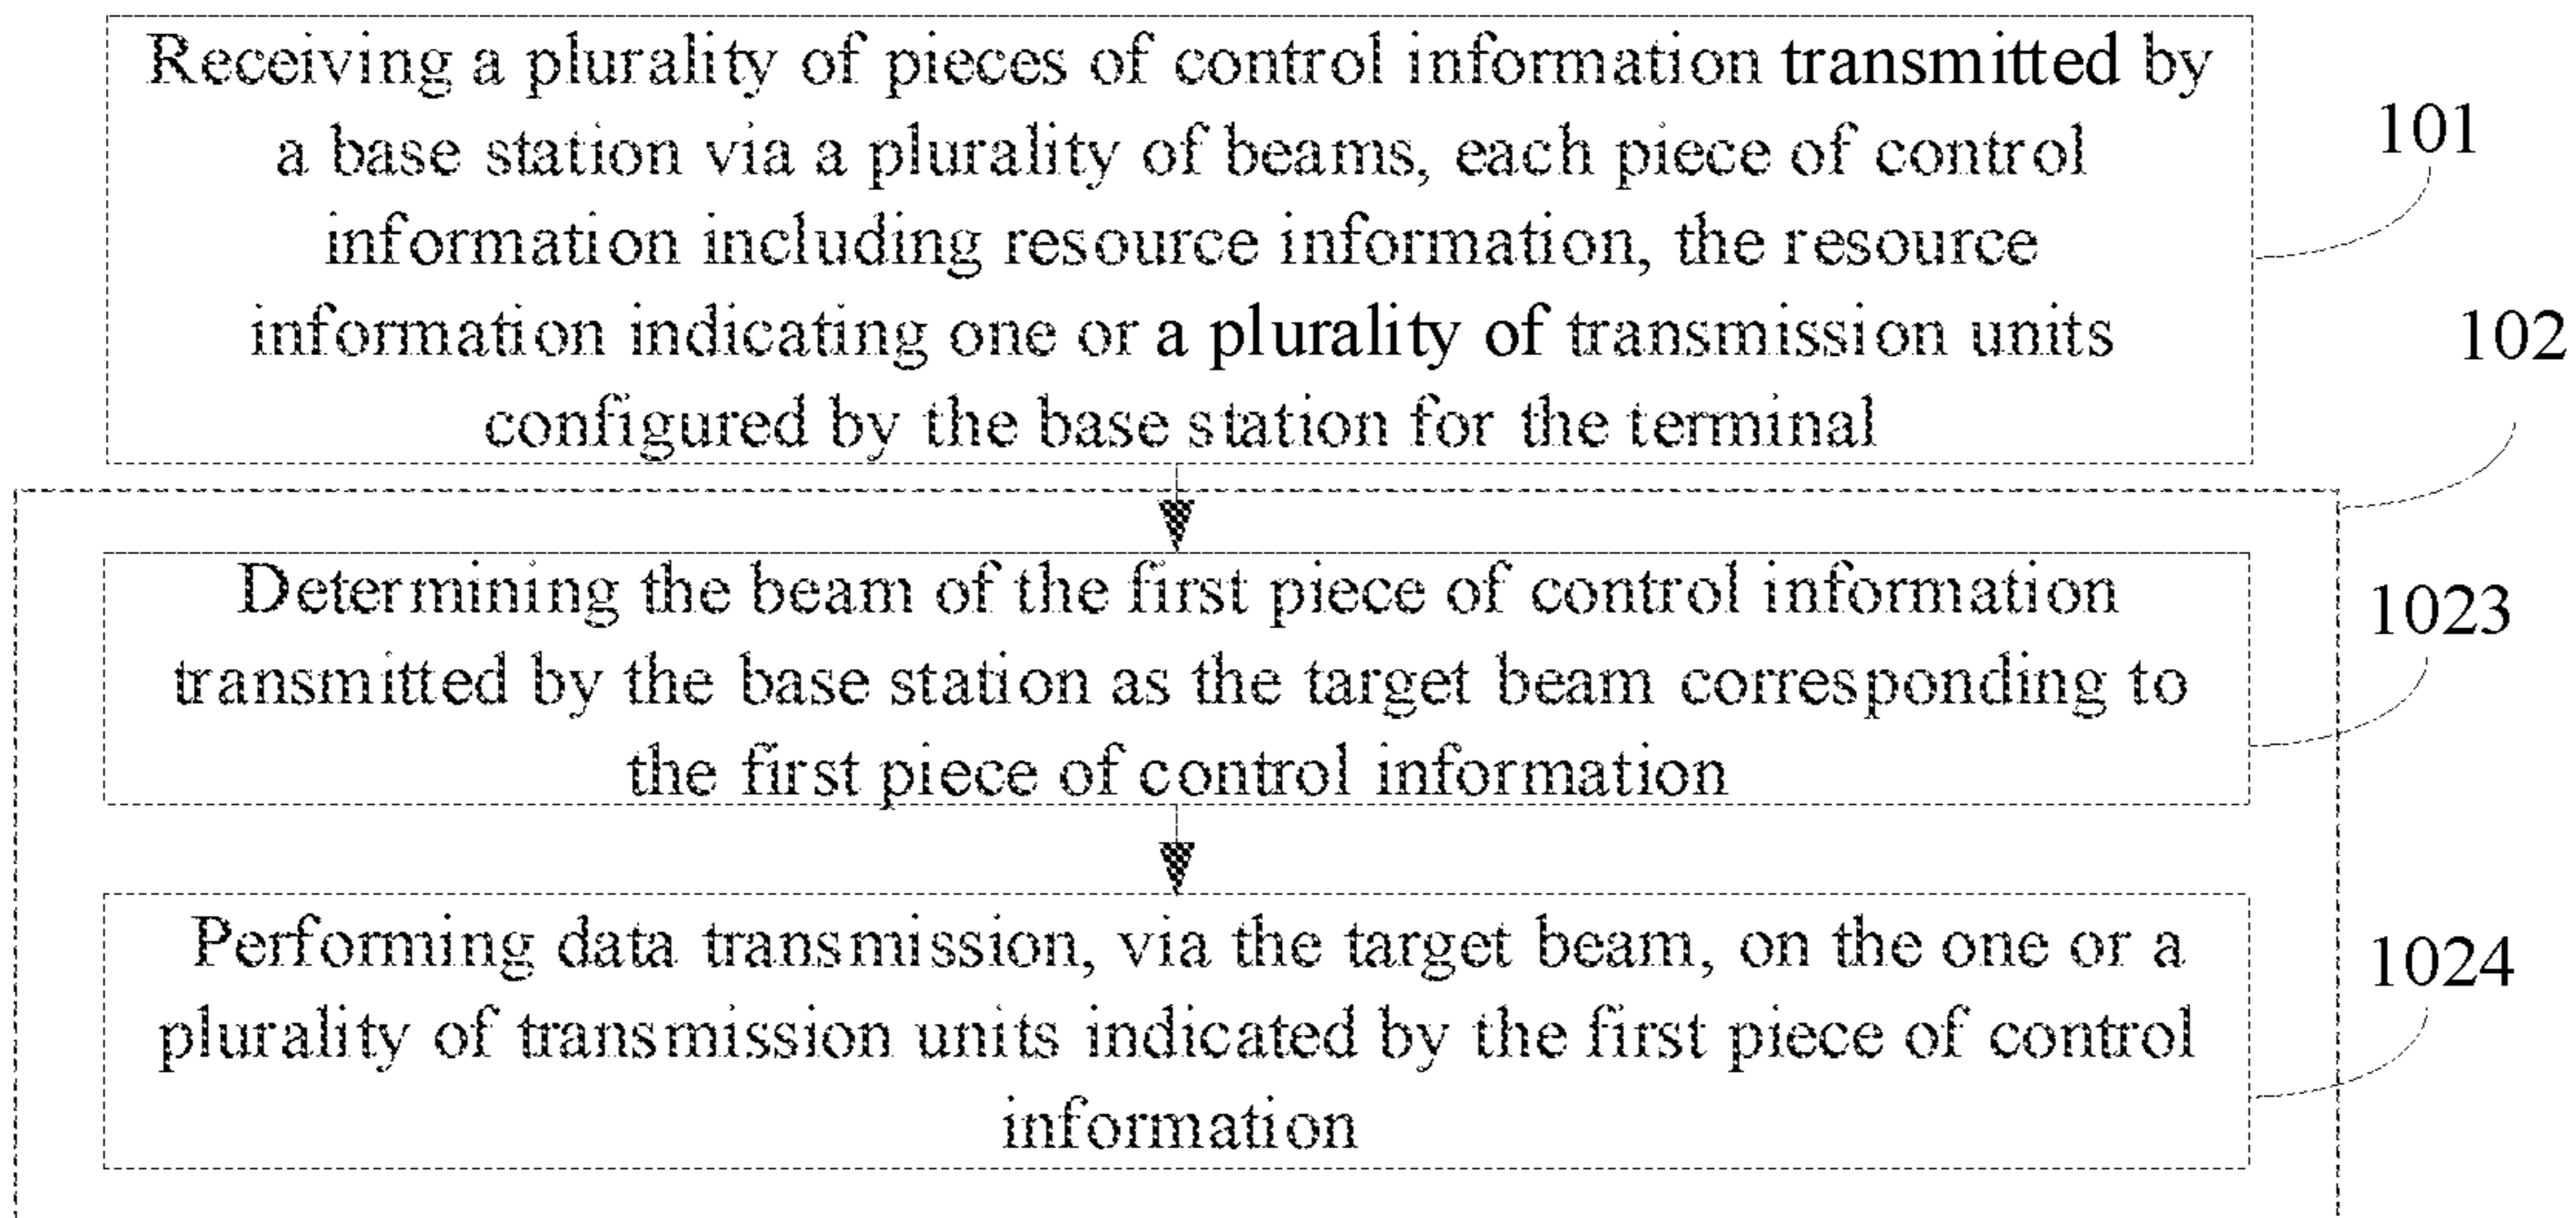 Receiving a plurality of pieces of control information transmitted by
a base station via a plurality of beams, each piece of control
information including resource information, the resource
information indicating one or a plurality of transmission units
configured by the base station for the terminal
101
102
Determining the beam of the first piece of control information
transmitted by the base station as the target beam corresponding to
the first piece of control information
1023
Performing data transmission, via the target beam, on the one or a
plurality of transmission units indicated by the first piece of control
information
1024